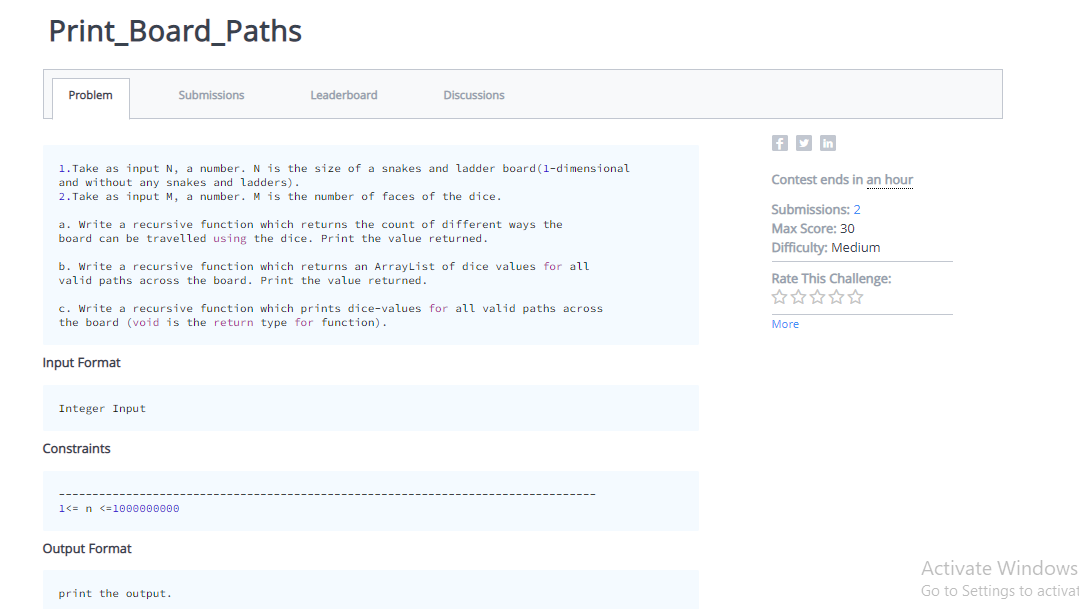 Print_Board_Paths
Problem Submissions Leaderboard Discussions
1.Take as input N, a number. N is the size of a snakes and ladder board(1-dimensional
and without any snakes and ladders).
2.Take as input M, a number. M is the number of faces of the dice.
a. Write a recursive function which returns the count of different ways the
board can be travelled using the dice. Print the value returned.
b. Write a recursive function which returns an ArrayList of dice values for all
valid paths across the board. Print the value returned.
c. Write a recursive function which prints dice-values for all valid paths across
the board (void is the return type for function).
Input Format
Integer Input
Constraints
--------------------------------------------------------------------------------
1<= n <=1000000000
Output Format
print the output.
f in
Contest ends in an hour
Submissions: 2
Max Score: 30
Difficulty: Medium
Rate This Challenge:
More
Activate Windows
Go to Settings to activat